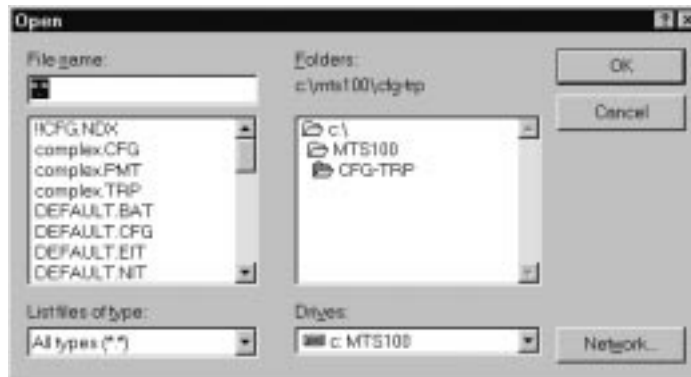 Open
File name:
*.*
!!CFG.NDX
complex.CFG
complex.PMT
complex.TRP
DEFAULT.BAT
DEFAULT.CFG
DEFAULT.EIT
DEFAULT.NIT
List files of type:
All types (*.*)
Folders:
c:\mts100\cfg-trp
c:\
MTS100
CFG-TRP
Drives:
c: MTS100
OK
Cancel
Network...